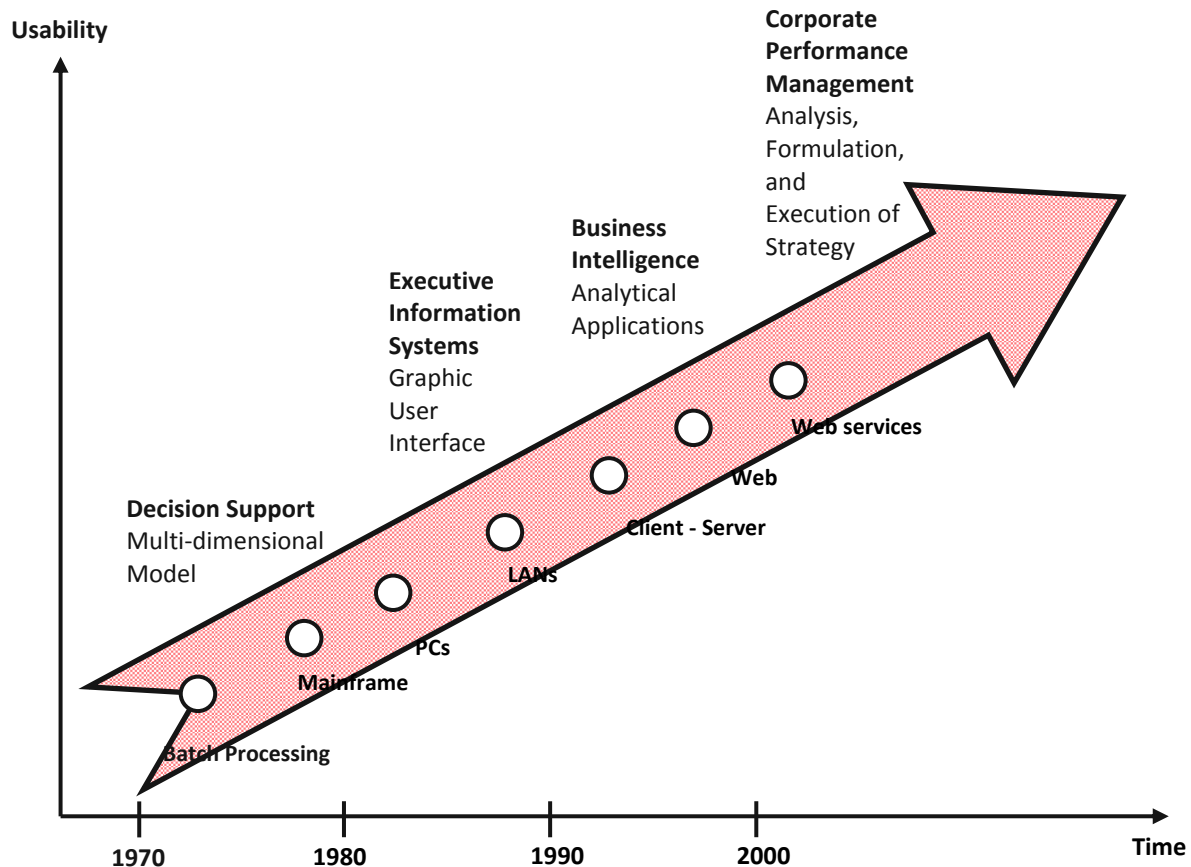 Usability
Corporate
Performance
Management
Analysis,
Formulation,
and
Execution of
Strategy
Business
Intelligence
Analytical
Applications
Executive
Information
Systems
Graphic
User
Interface
Decision Support
Multi-dimensional
Model
Web services
Web
Client - Server
LANs
PCs
Mainframe
Batch Processing
1970
1980
1990
2000
Time